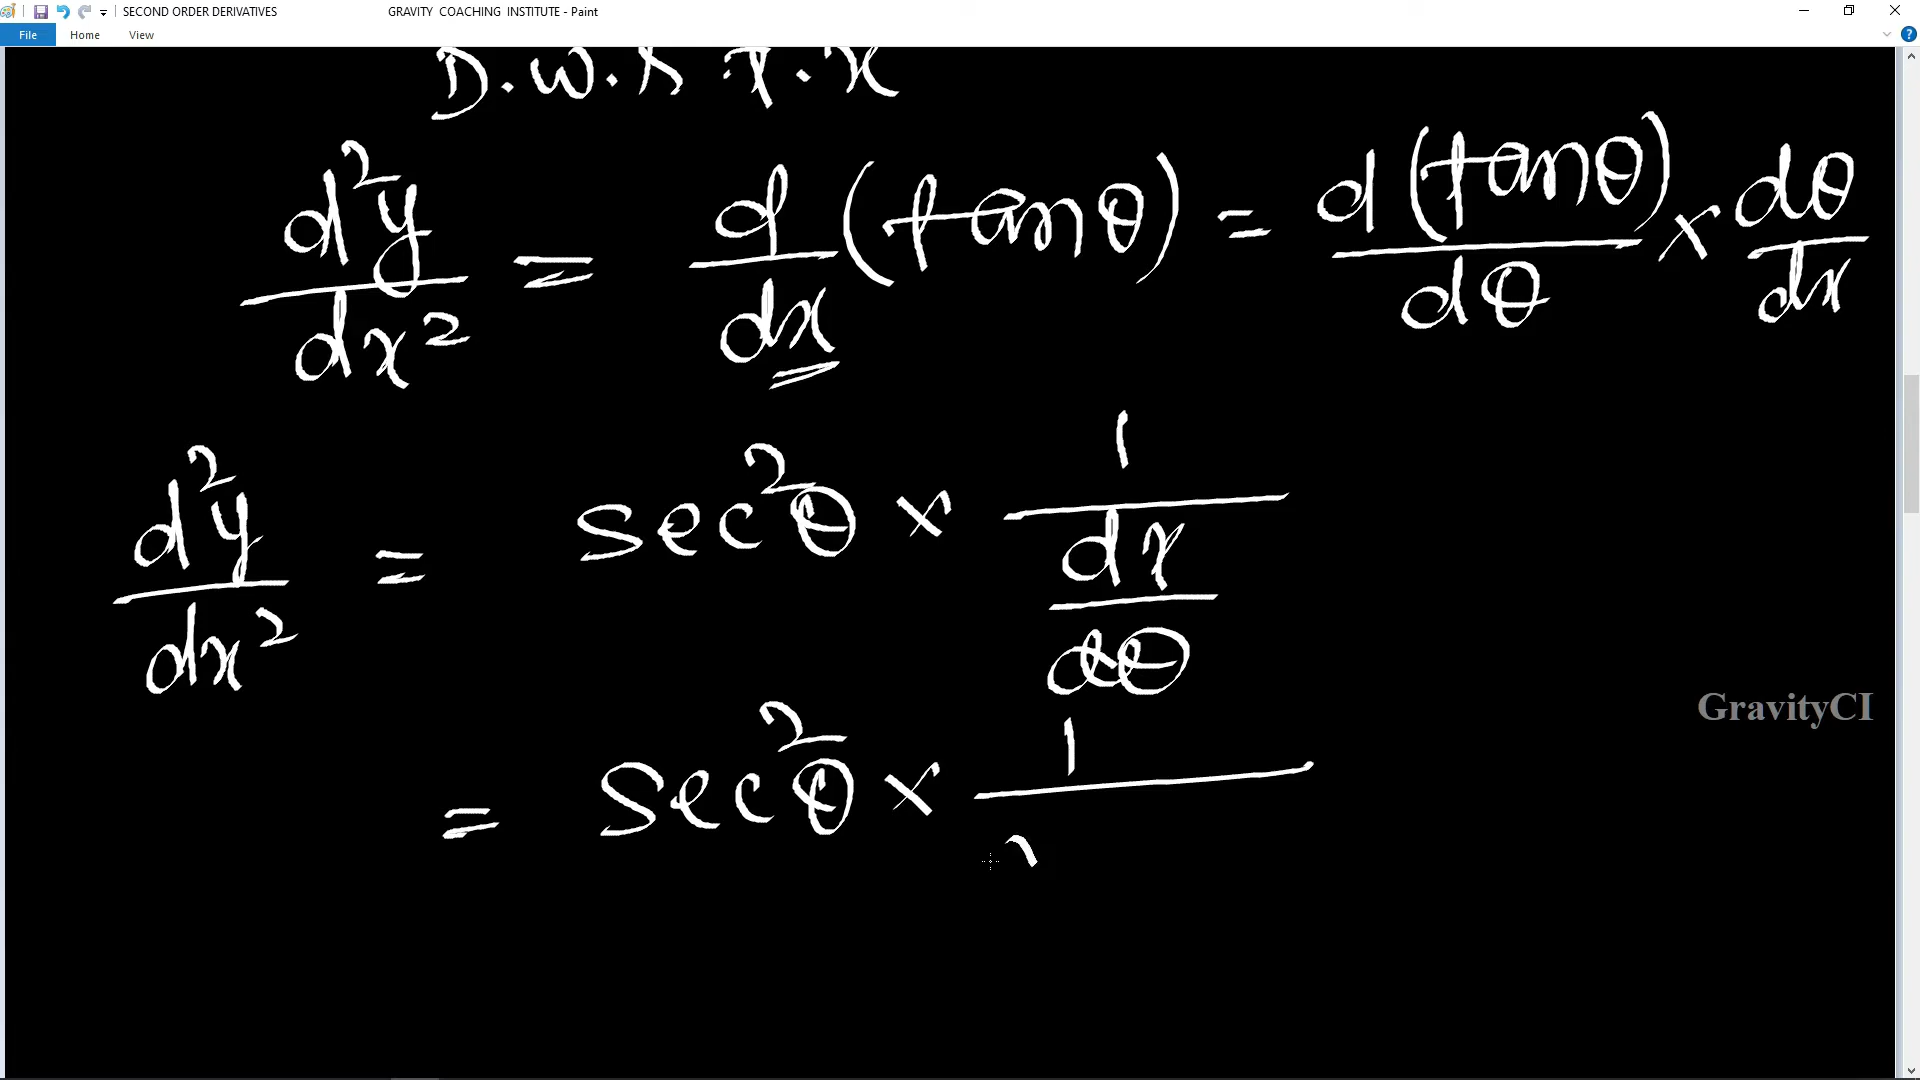 SECOND ORDER DERIVATIVES GRAVITY COACHING INSTITUTE - Paint
File Home View
D.W.r.t.x
d²y/dx² = d/dx (tanθ) = d(tanθ)/dθ × dθ/dx
d²y/dx² = sec²θ × 1/(dx/dθ)
GravityCI
= sec²θ × 1/